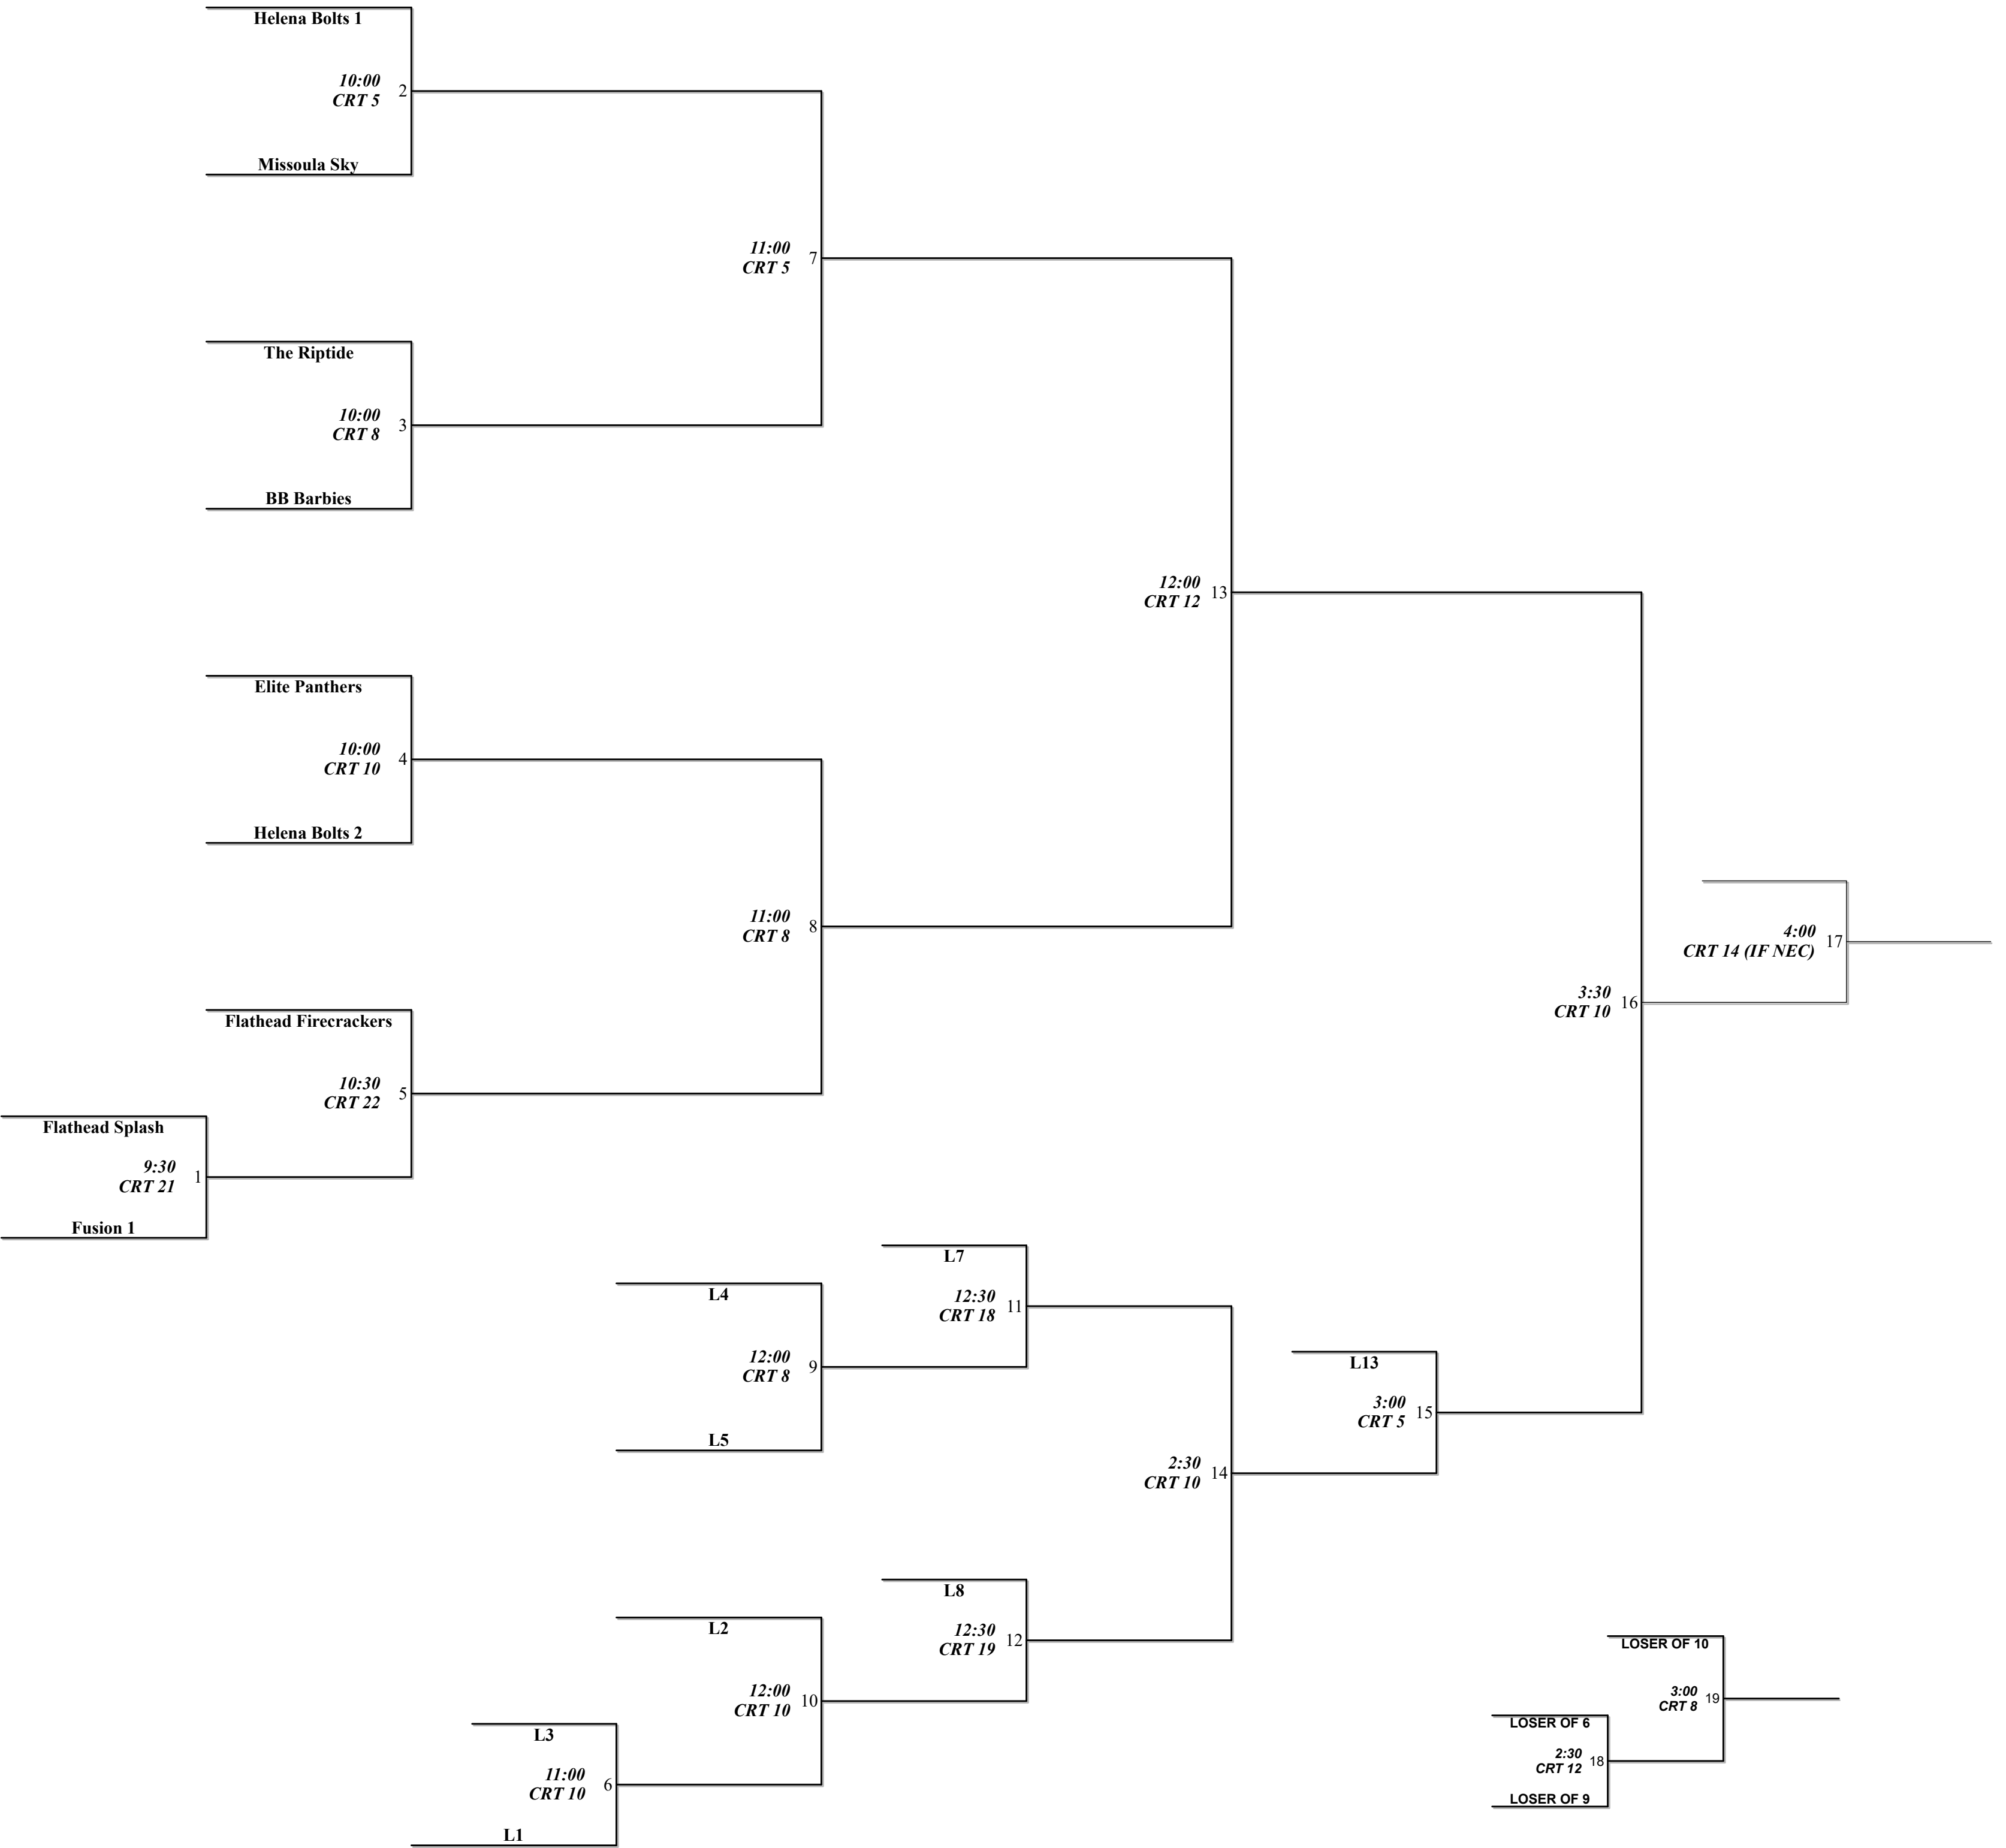 Helena Bolts 1
10:00
CRT 5 2
Missoula Sky
11:00
CRT 5 7
The Riptide
10:00
CRT 8 3
BB Barbies
12:00
CRT 12 13
Elite Panthers
10:00
CRT 10 4
Helena Bolts 2
11:00
CRT 8 8
4:00
CRT 14 (IF NEC) 17
3:30
CRT 10 16
Flathead Firecrackers
10:30
CRT 22 5
Flathead Splash
9:30
CRT 21 1
Fusion 1
L7
12:30
CRT 18 11
L4
12:00
CRT 8 9
L5
L13
3:00
CRT 5 15
2:30
CRT 10 14
L8
12:30
CRT 19 12
L2
12:00
CRT 10 10
L3
11:00
CRT 10 6
L1
LOSER OF 10
3:00
CRT 8 19
LOSER OF 6
2:30
CRT 12 18
LOSER OF 9